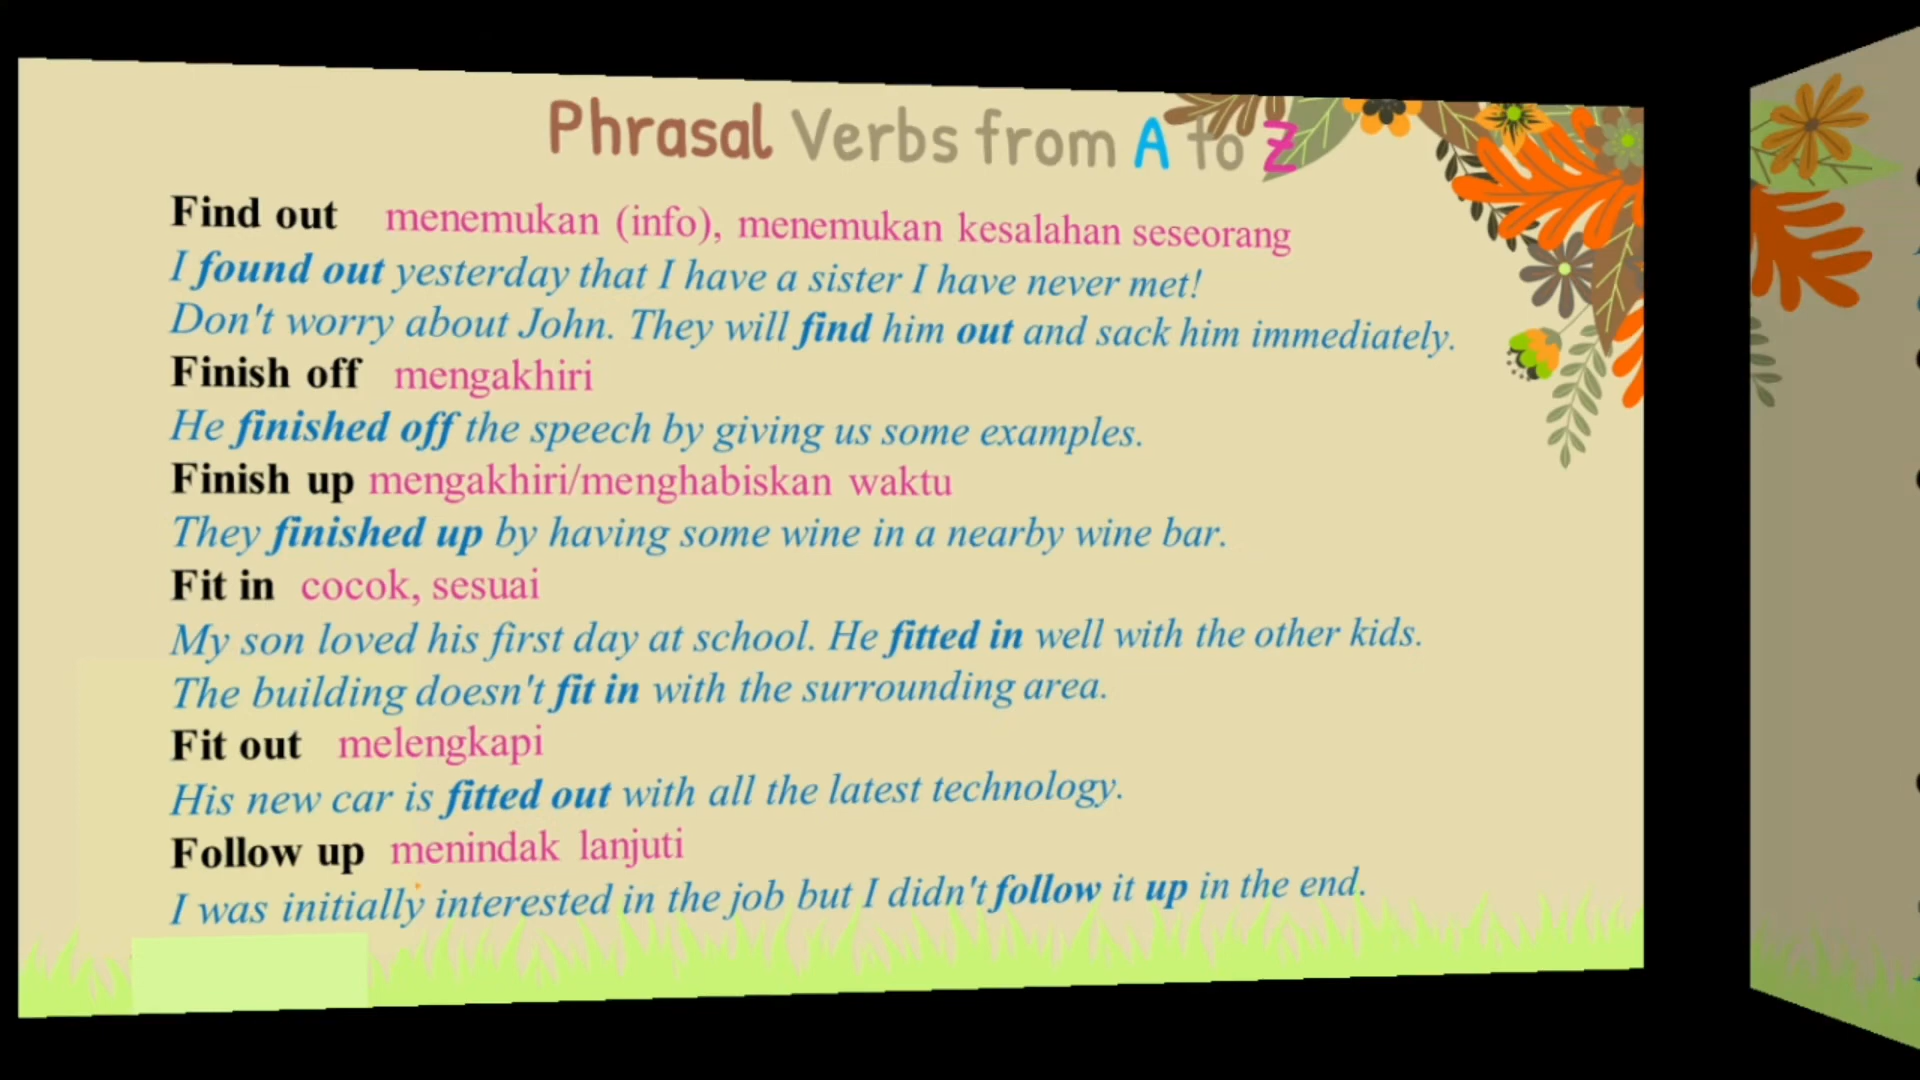 Phrasal Verbs from A to Z
Find out menemukan (info), menemukan kesalahan seseorang
I found out yesterday that I have a sister I have never met!
Don't worry about John. They will find him out and sack him immediately.
Finish off mengakhiri
He finished off the speech by giving us some examples.
Finish up mengakhiri/menghabiskan waktu
They finished up by having some wine in a nearby wine bar.
Fit in cocok, sesuai
My son loved his first day at school. He fitted in well with the other kids.
The building doesn't fit in with the surrounding area.
Fit out melengkapi
His new car is fitted out with all the latest technology.
Follow up menindak lanjuti
I was initially interested in the job but I didn't follow it up in the end.